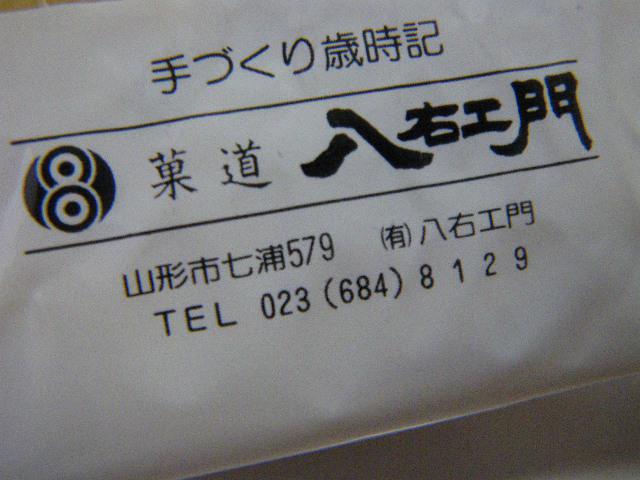 手づくり歳時記
菓道 八右エ門
山形市七浦579 ㈲八右エ門
TEL 023(684)8129